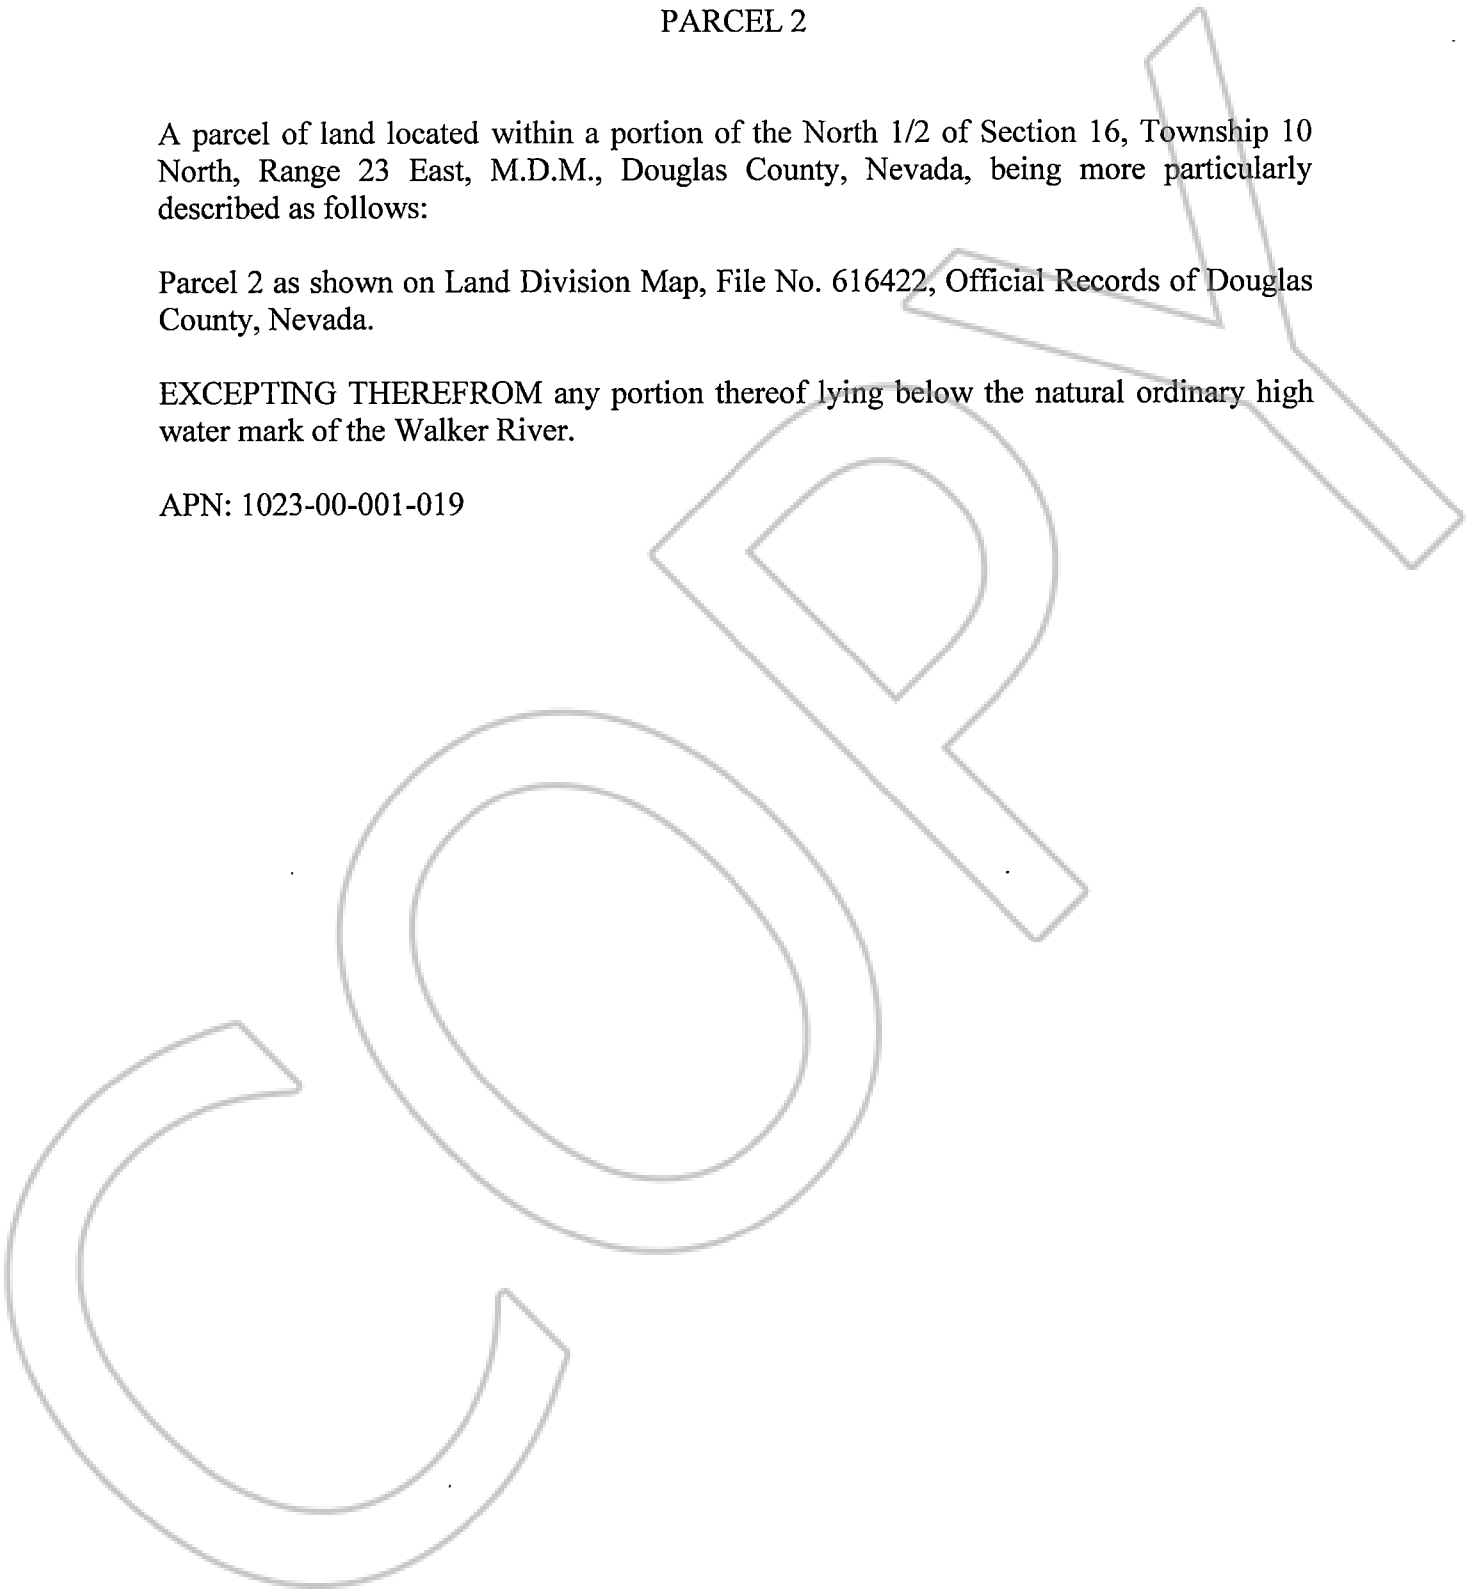 PARCEL 2
A parcel of land located within a portion of the North 1/2 of Section 16, Township 10
North, Range 23 East, M.D.M., Douglas County, Nevada, being more particularly
described as follows:
Parcel 2 as shown on Land Division Map, File No. 616422, Official Records of Douglas
County, Nevada.
EXCEPTING THEREFROM any portion thereof lying below the natural ordinary high
water mark of the Walker River.
APN: 1023-00-001-019
COPY